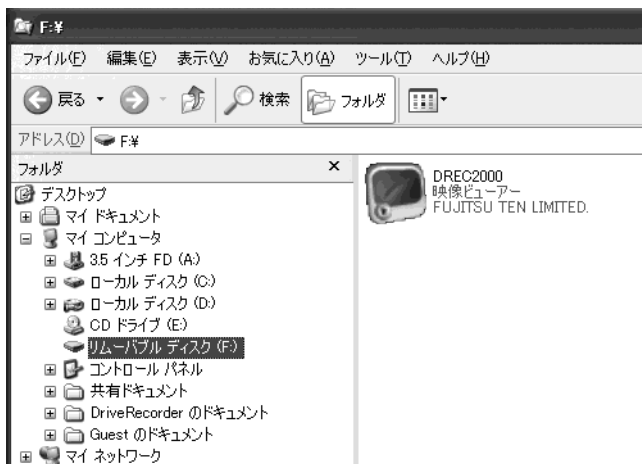 F:¥
ファイル(F) 編集(E) 表示(V) お気に入り(A) ツール(T) ヘルプ(H)
戻る 検索 フォルダ
アドレス(D) F:¥
フォルダ ×
デスクトップ
マイ ドキュメント
マイ コンピュータ
3.5 インチ FD (A:)
ローカル ディスク (C:)
ローカル ディスク (D:)
CD ドライブ (E:)
リムーバブル ディスク (F:)
コントロール パネル
共有ドキュメント
DriveRecorder のドキュメント
Guest のドキュメント
マイ ネットワーク
DREC2000
映像ビューアー
FUJITSU TEN LIMITED.